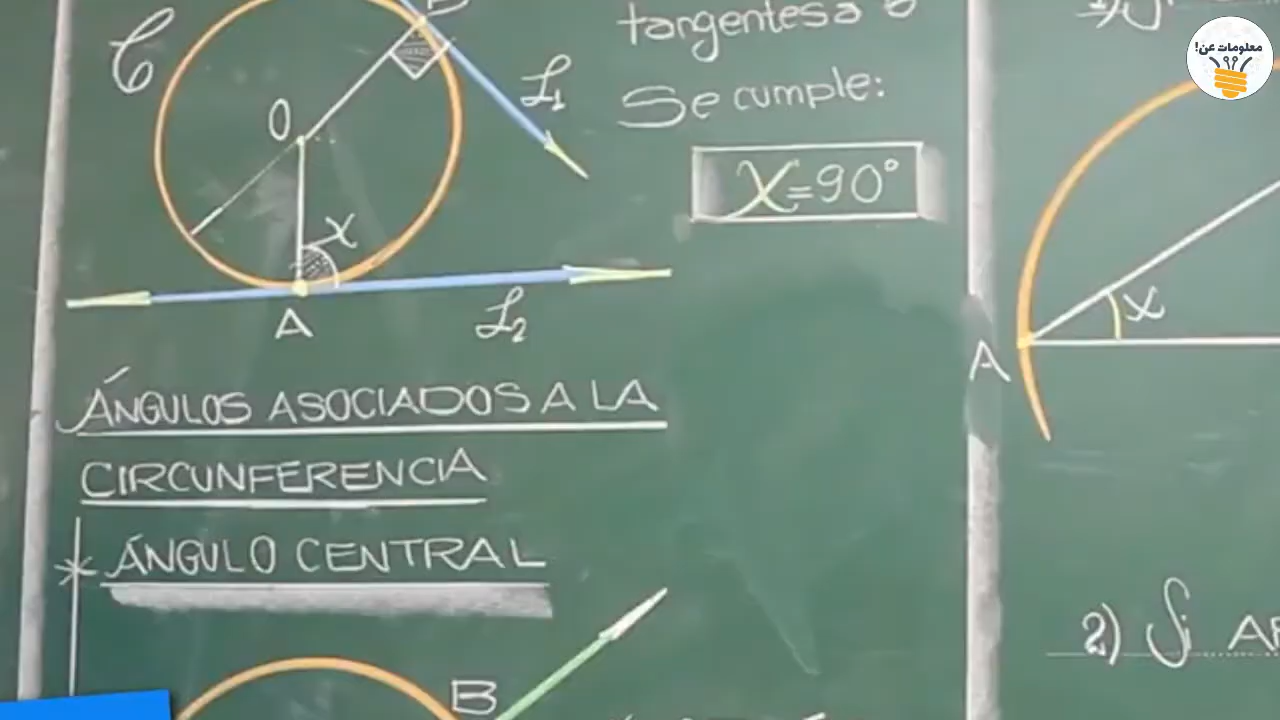 tangentes a
Se cumple:
X=90°
C
O
L₁
X
A
L₂
ÁNGULOS ASOCIADOS A LA
CIRCUNFERENCIA
* ÁNGULO CENTRAL
B
معلومات عن!
X
A
2) Si